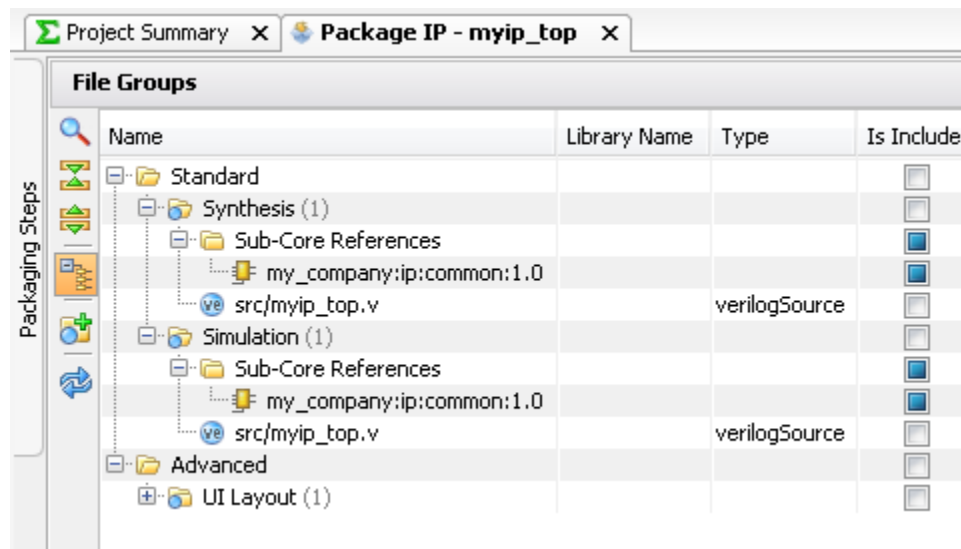 Project Summary Package IP - myip_top
Packaging Steps
File Groups
Name Library Name Type Is Include
Standard
Synthesis (1)
Sub-Core References
my_company:ip:common:1.0
src/myip_top.v verilogSource
Simulation (1)
Sub-Core References
my_company:ip:common:1.0
src/myip_top.v verilogSource
Advanced
UI Layout (1)